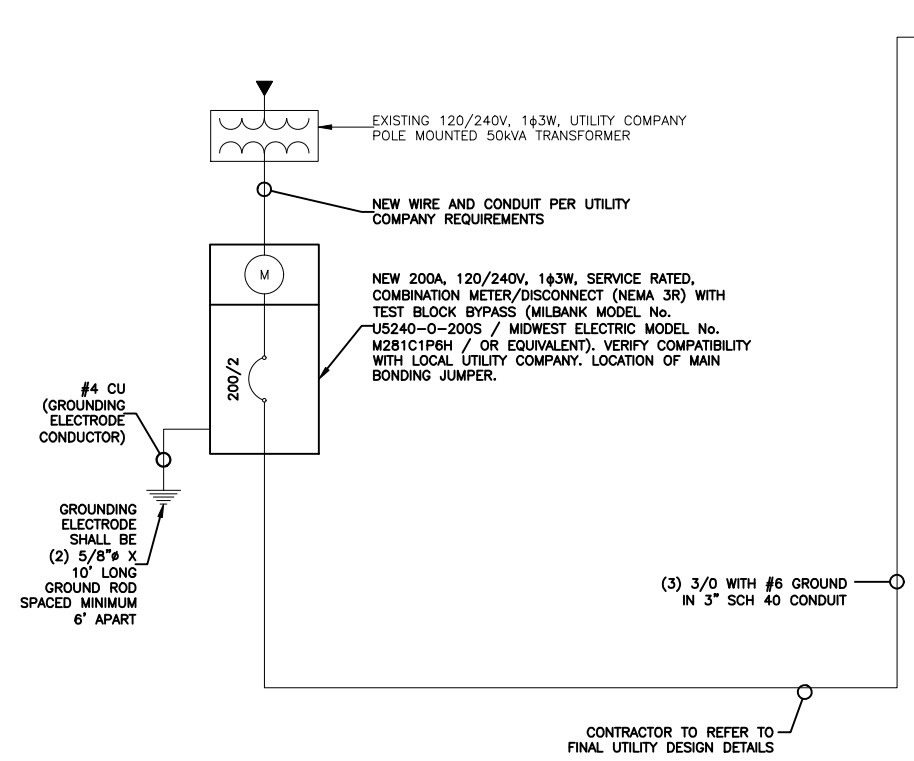 EXISTING 120/240V, 1ϕ3W, UTILITY COMPANY
POLE MOUNTED 50kVA TRANSFORMER
NEW WIRE AND CONDUIT PER UTILITY
COMPANY REQUIREMENTS
M
NEW 200A, 120/240V, 1ϕ3W, SERVICE RATED,
COMBINATION METER/DISCONNECT (NEMA 3R) WITH
TEST BLOCK BYPASS (MILBANK MODEL No.
U5240-O-200S / MIDWEST ELECTRIC MODEL No.
M281C1P6H / OR EQUIVALENT). VERIFY COMPATIBILITY
WITH LOCAL UTILITY COMPANY. LOCATION OF MAIN
BONDING JUMPER.
200/2
#4 CU
(GROUNDING
ELECTRODE
CONDUCTOR)
GROUNDING
ELECTRODE
SHALL BE
(2) 5/8"ø X
10' LONG
GROUND ROD
SPACED MINIMUM
6' APART
(3) 3/0 WITH #6 GROUND
IN 3" SCH 40 CONDUIT
CONTRACTOR TO REFER TO
FINAL UTILITY DESIGN DETAILS